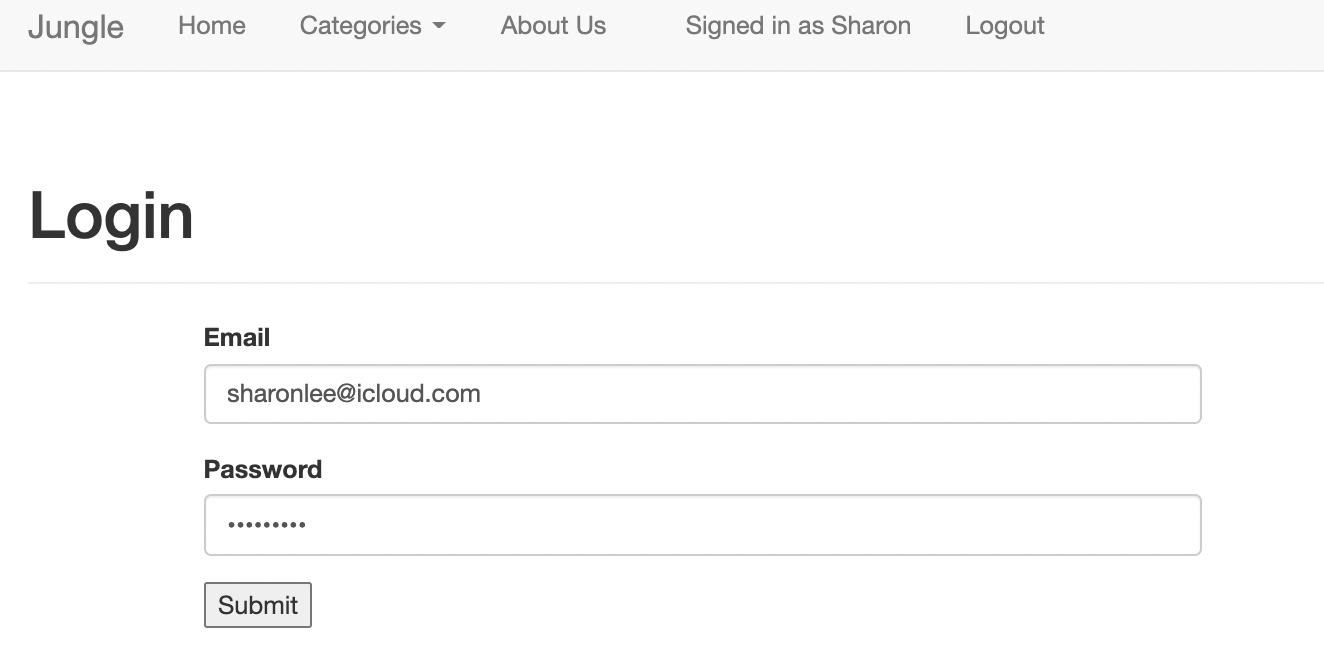 Jungle Home Categories About Us Signed in as Sharon Logout
Login
Email
sharonlee@icloud.com
Password
•••••••••
Submit